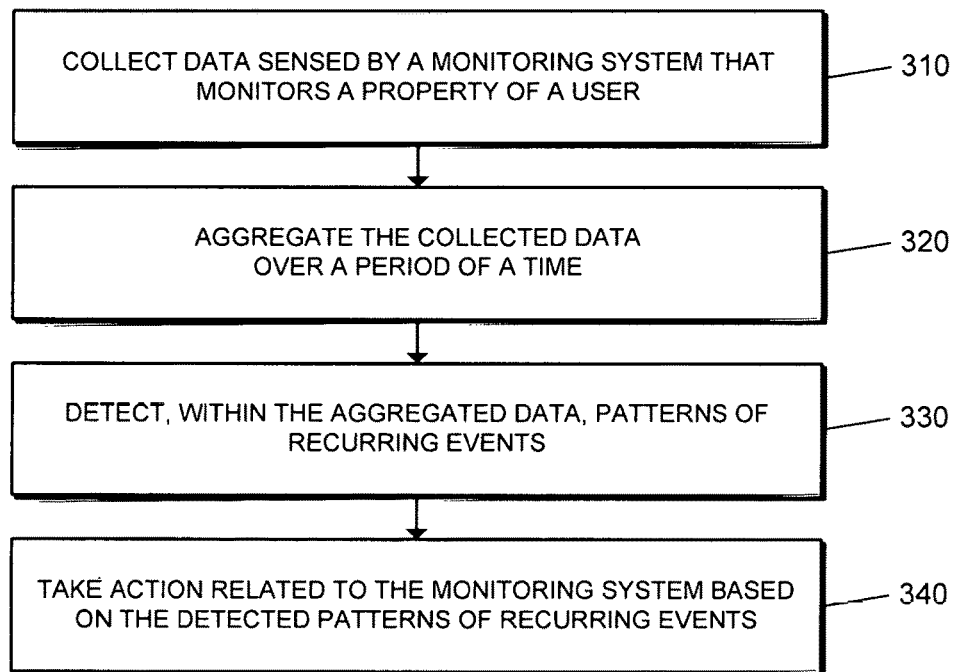 COLLECT DATA SENSED BY A MONITORING SYSTEM THAT
MONITORS A PROPERTY OF A USER
310
AGGREGATE THE COLLECTED DATA
OVER A PERIOD OF A TIME
320
DETECT, WITHIN THE AGGREGATED DATA, PATTERNS OF
RECURRING EVENTS
330
TAKE ACTION RELATED TO THE MONITORING SYSTEM BASED
ON THE DETECTED PATTERNS OF RECURRING EVENTS
340